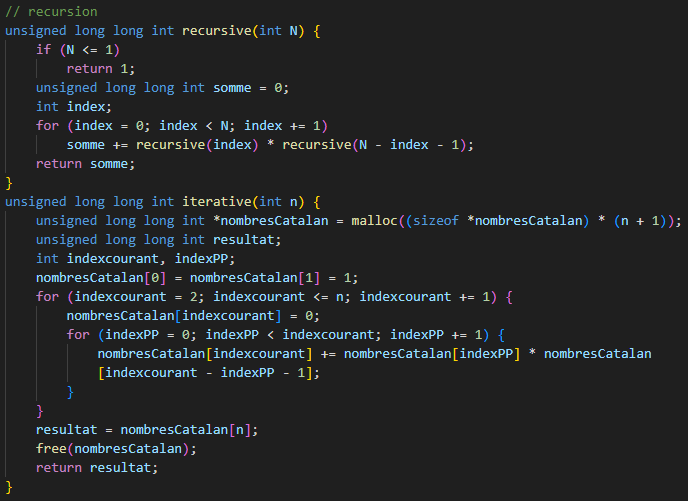 // recursion
unsigned long long int recursive(int N) {
    if (N <= 1)
        return 1;
    unsigned long long int somme = 0;
    int index;
    for (index = 0; index < N; index += 1)
        somme += recursive(index) * recursive(N - index - 1);
    return somme;
}
unsigned long long int iterative(int n) {
    unsigned long long int *nombresCatalan = malloc((sizeof *nombresCatalan) * (n + 1));
    unsigned long long int resultat;
    int indexcourant, indexPP;
    nombresCatalan[0] = nombresCatalan[1] = 1;
    for (indexcourant = 2; indexcourant <= n; indexcourant += 1) {
        nombresCatalan[indexcourant] = 0;
        for (indexPP = 0; indexPP < indexcourant; indexPP += 1) {
            nombresCatalan[indexcourant] += nombresCatalan[indexPP] * nombresCatalan
            [indexcourant - indexPP - 1];
        }
    }
    resultat = nombresCatalan[n];
    free(nombresCatalan);
    return resultat;
}